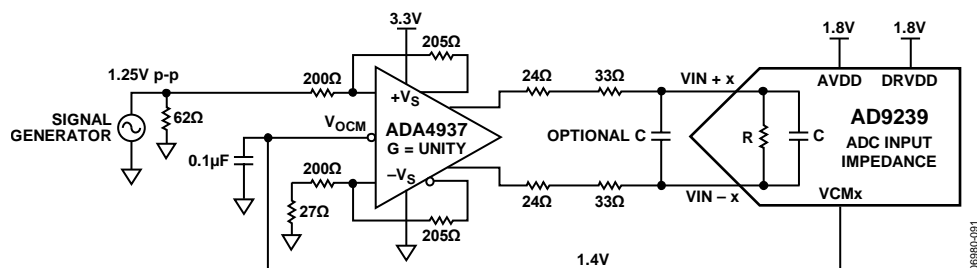 3.3V
205Ω
1.25V p-p
200Ω
+VS
SIGNAL
GENERATOR
62Ω
VOCM
ADA4937
G = UNITY
0.1µF
200Ω
–VS
27Ω
205Ω
24Ω
33Ω
VIN + x
OPTIONAL C
24Ω
33Ω
VIN – x
1.8V
1.8V
AVDD
DRVDD
R
C
AD9239
ADC INPUT
IMPEDANCE
VCMx
1.4V
06980-091